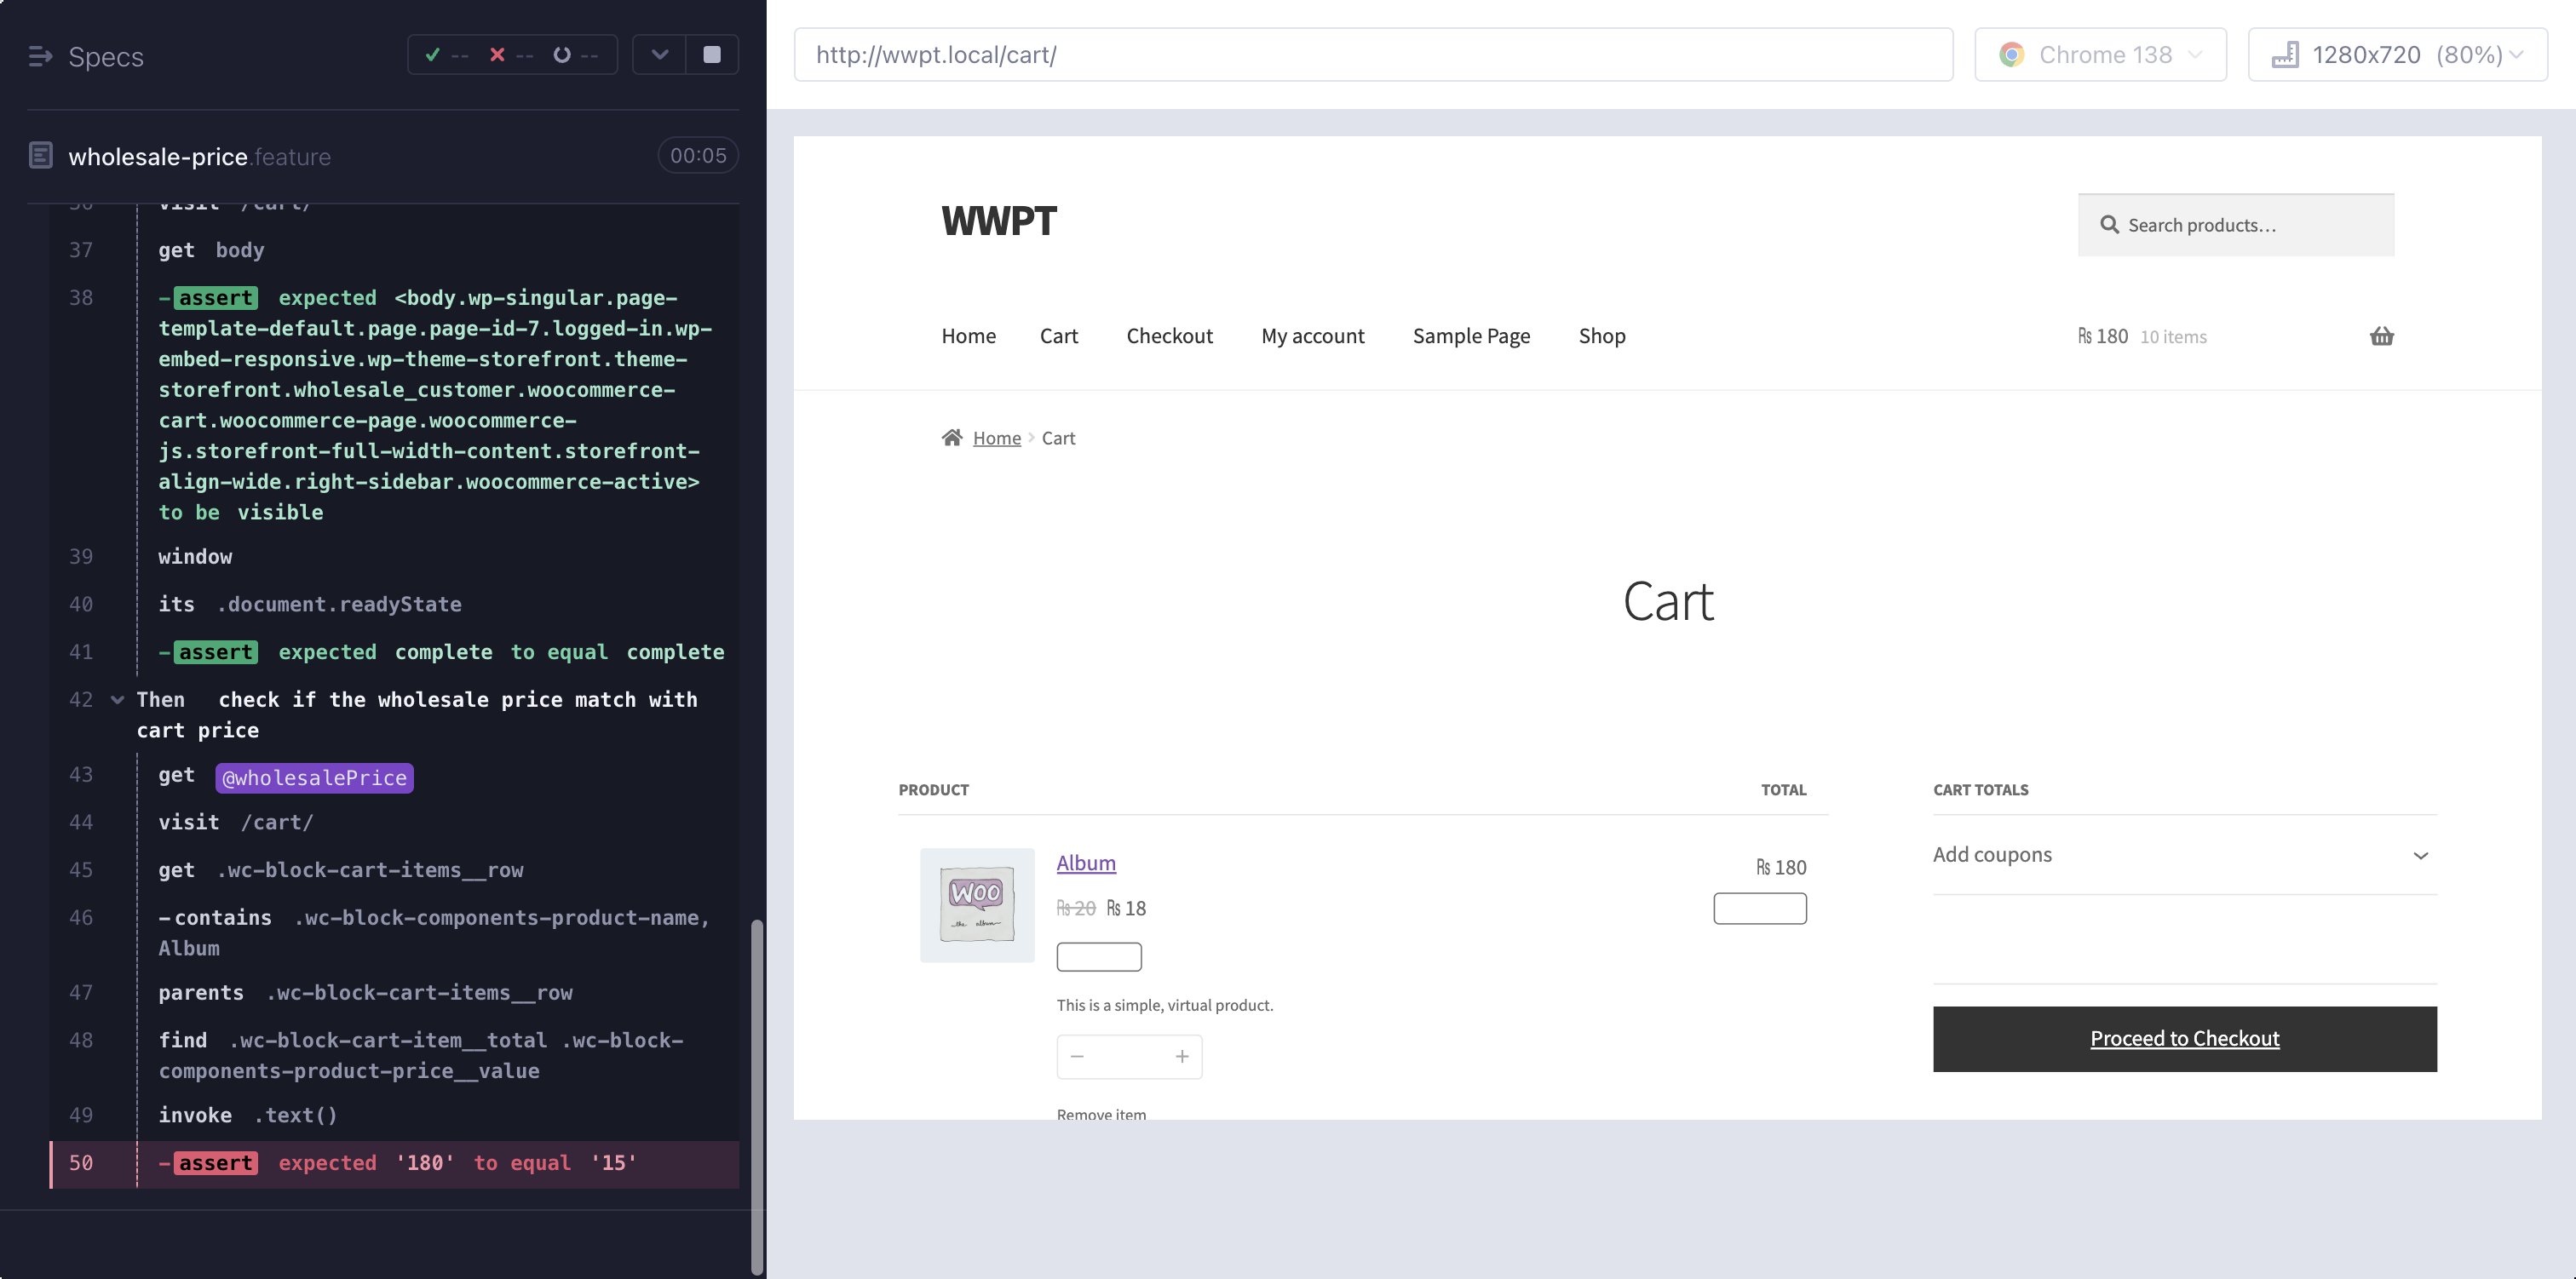 Specs
-- -- --
wholesale-price.feature
00:05
36 visit /cart/
37 get body
38 -assert expected <body.wp-singular.page-
template-default.page.page-id-7.logged-in.wp-
embed-responsive.wp-theme-storefront.theme-
storefront.wholesale_customer.woocommerce-
cart.woocommerce-page.woocommerce-
js.storefront-full-width-content.storefront-
align-wide.right-sidebar.woocommerce-active>
to be visible
39 window
40 its .document.readyState
41 -assert expected complete to equal complete
42 Then check if the wholesale price match with
cart price
43 get @wholesalePrice
44 visit /cart/
45 get .wc-block-cart-items__row
46 -contains .wc-block-components-product-name,
Album
47 parents .wc-block-cart-items__row
48 find .wc-block-cart-item__total .wc-block-
components-product-price__value
49 invoke .text()
50 -assert expected '180' to equal '15'
http://wwpt.local/cart/
Chrome 138
1280x720 (80%)
WWPT
Search products…
Home Cart Checkout My account Sample Page Shop
₨ 180 10 items
Home > Cart
Cart
PRODUCT TOTAL
Album
₨ 180
₨ 20 ₨ 18
WOO
the album
This is a simple, virtual product.
− +
Remove item
CART TOTALS
Add coupons
Proceed to Checkout